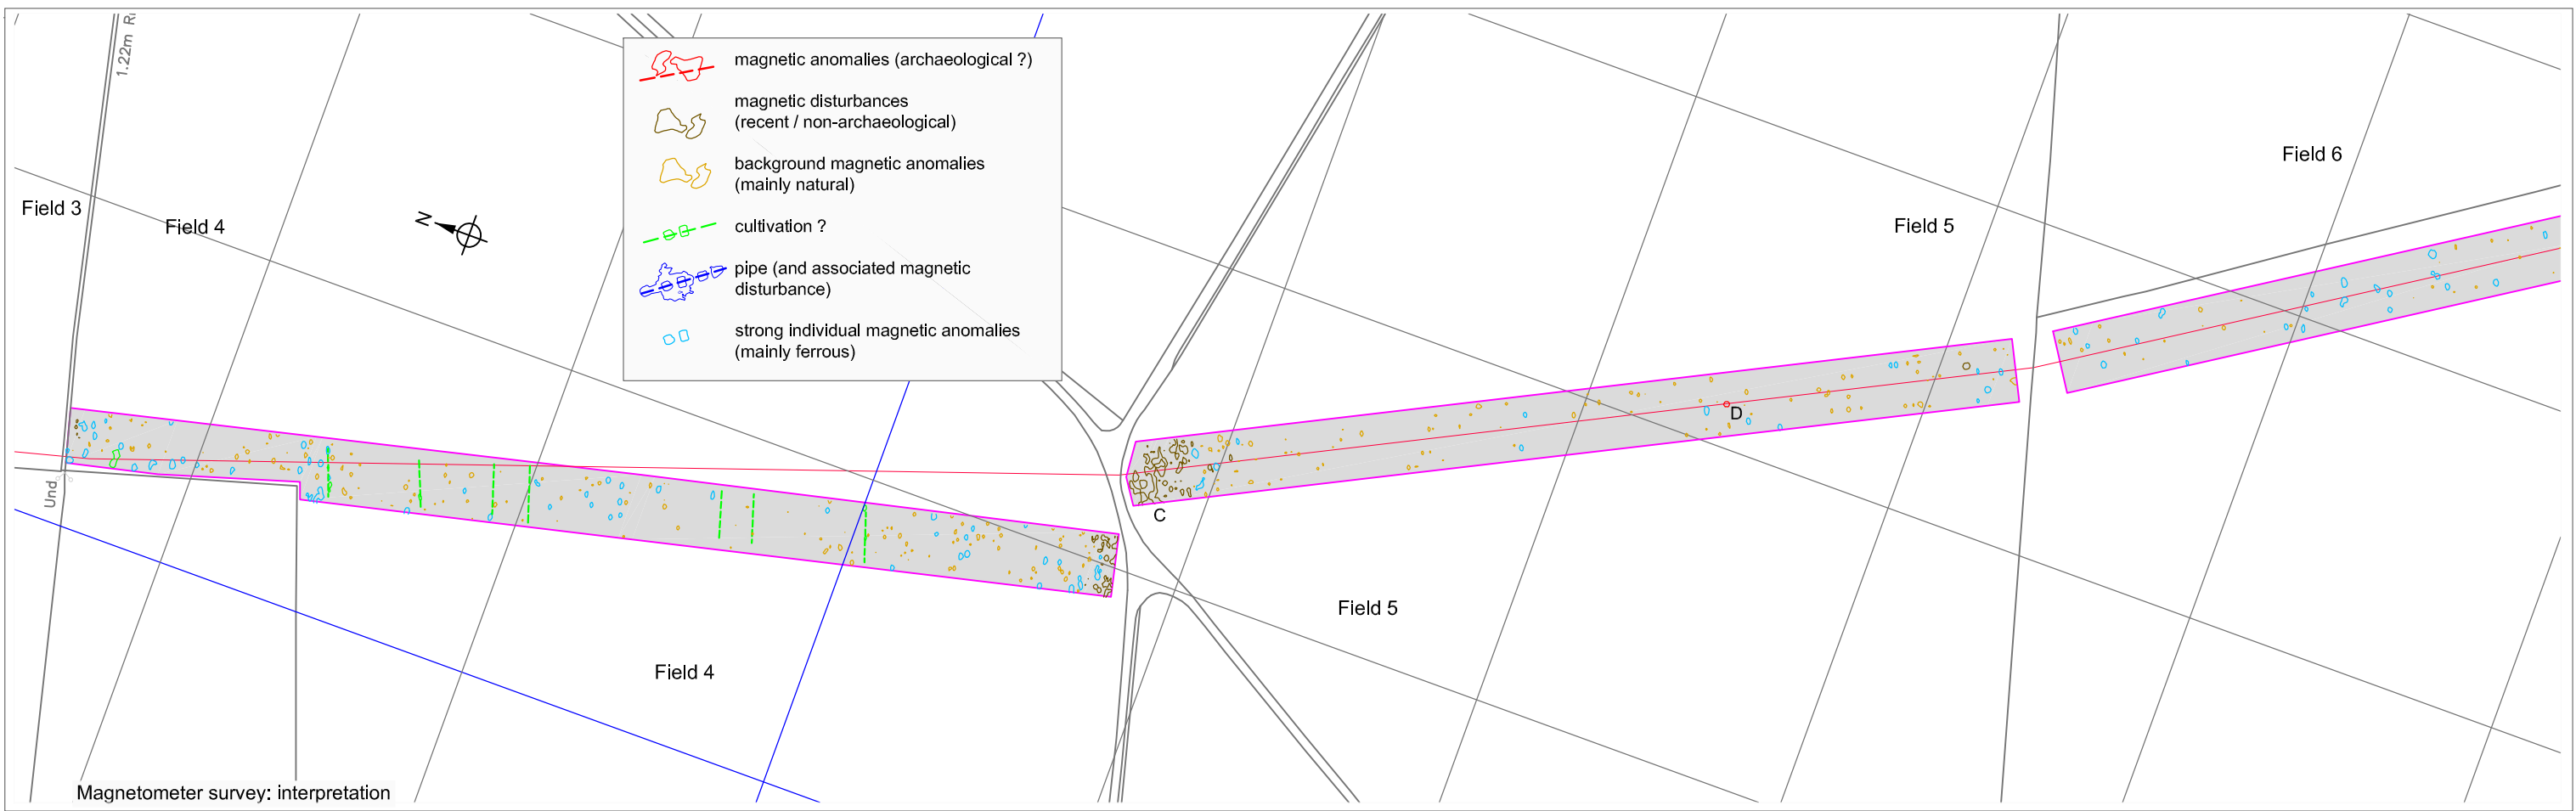 1.22m R
magnetic anomalies (archaeological ?)
magnetic disturbances
(recent / non-archaeological)
background magnetic anomalies
(mainly natural)
cultivation ?
pipe (and associated magnetic
disturbance)
strong individual magnetic anomalies
(mainly ferrous)
Field 3
Field 4
N
Field 5
Field 6
D
C
Und
Field 5
Field 4
Magnetometer survey: interpretation